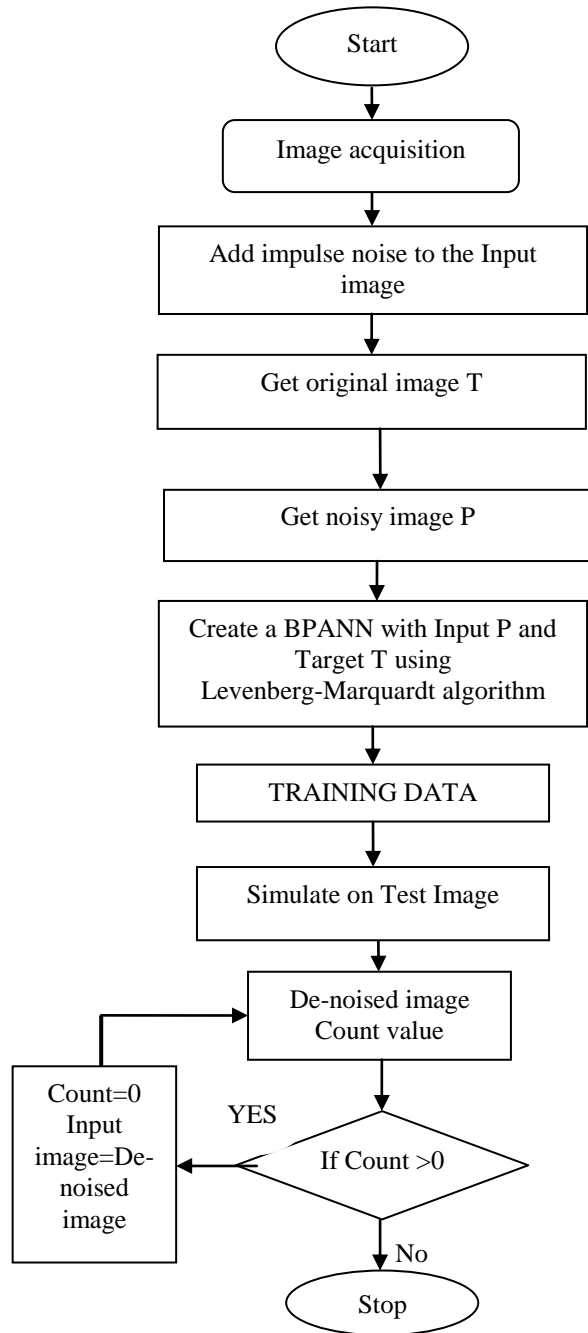 Start
Image acquisition
Add impulse noise to the Input
image
Get original image T
Get noisy image P
Create a BPANN with Input P and
Target T using
Levenberg-Marquardt algorithm
TRAINING DATA
Simulate on Test Image
De-noised image
Count value
Count=0
Input
image=De-
noised
image
YES
If Count >0
No
Stop